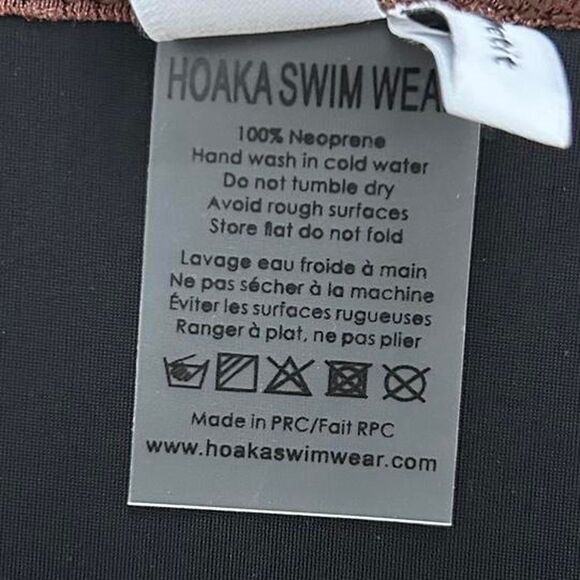 HOAKA SWIM WEA
100% Neoprene
Hand wash in cold water
Do not tumble dry
Avoid rough surfaces
Store flat do not fold
Lavage eau froide à main
Ne pas sécher à la machine
Éviter les surfaces rugueuses
Ranger à plat, ne pas plier
Made in PRC/Fait RPC
www.hoakaswimwear.com